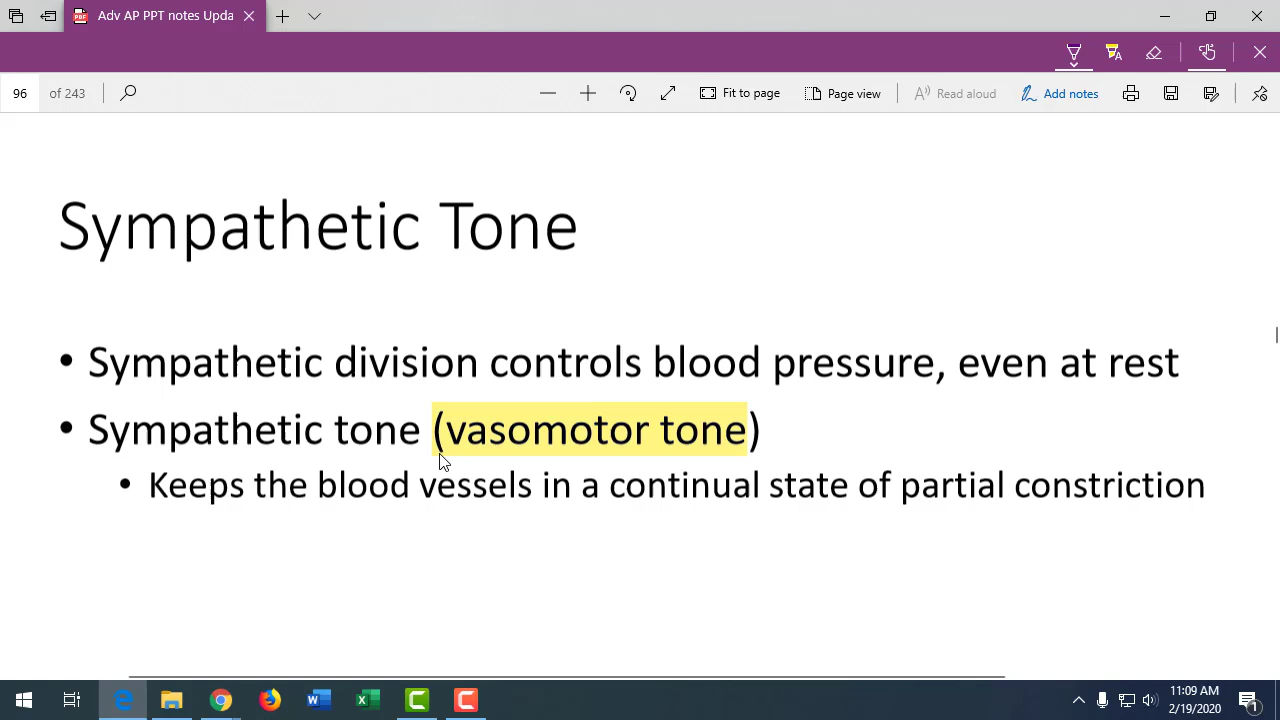 Adv AP PPT notes Upda
96 of 243
Fit to page
Page view
Read aloud
Add notes
Sympathetic Tone
• Sympathetic division controls blood pressure, even at rest
• Sympathetic tone (vasomotor tone)
• Keeps the blood vessels in a continual state of partial constriction
11:09 AM
2/19/2020